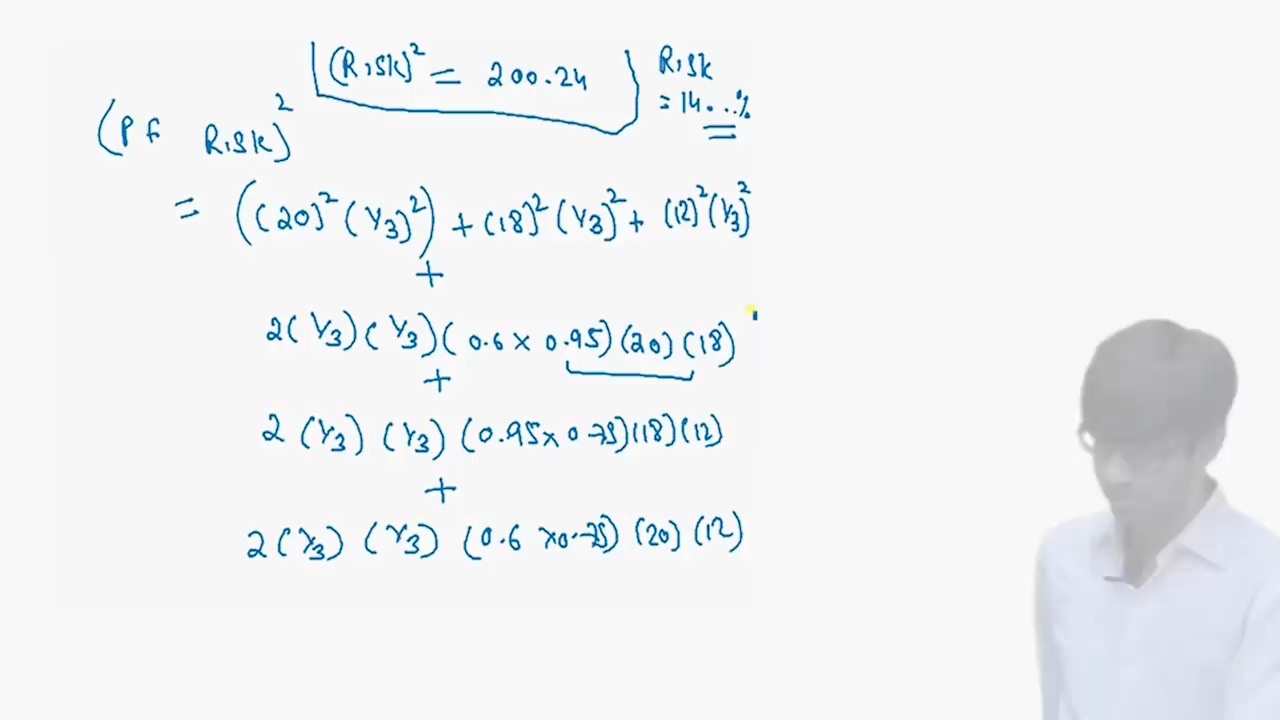 (Risk)² = 200.24
Risk
= 14...%
(PF Risk)²
= ((20)² (1/3)²) + (18)² (1/3)² + (12)² (1/3)²
+
2(1/3)(1/3)(0.6 × 0.95)(20)(18)
+
2 (1/3) (1/3) (0.95 × 0.75)(18)(12)
+
2(1/3) (1/3) (0.6 × 0.75) (20) (12)